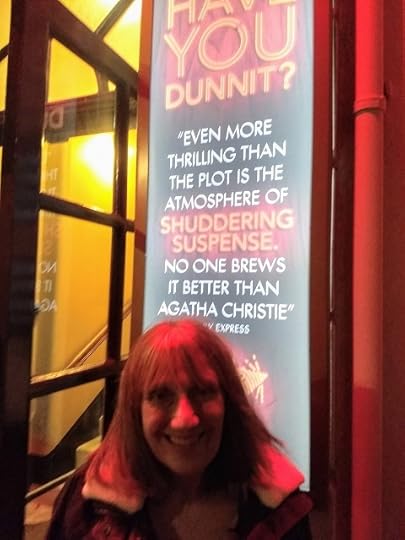 HAVE
YOU
DUNNIT?
"EVEN MORE
THRILLING THAN
THE PLOT IS THE
ATMOSPHERE OF
SHUDDERING
SUSPENSE.
NO ONE BREWS
IT BETTER THAN
AGATHA CHRISTIE"
EXPRESS